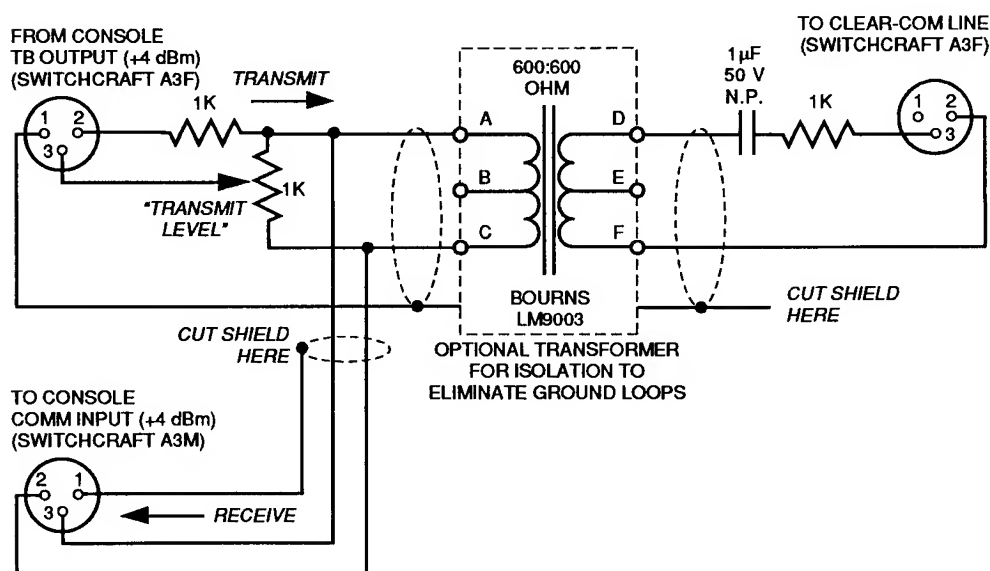 FROM CONSOLE
TB OUTPUT (+4 dBm)
(SWITCHCRAFT A3F)
1
2
3
1K
TRANSMIT
1K
"TRANSMIT
LEVEL"
600:600
OHM
A
B
C
D
E
F
BOURNS
LM9003
OPTIONAL TRANSFORMER
FOR ISOLATION TO
ELIMINATE GROUND LOOPS
1µF
50 V
N.P.
1K
TO CLEAR-COM LINE
(SWITCHCRAFT A3F)
1
2
3
CUT SHIELD
HERE
CUT SHIELD
HERE
TO CONSOLE
COMM INPUT (+4 dBm)
(SWITCHCRAFT A3M)
2
1
3
RECEIVE